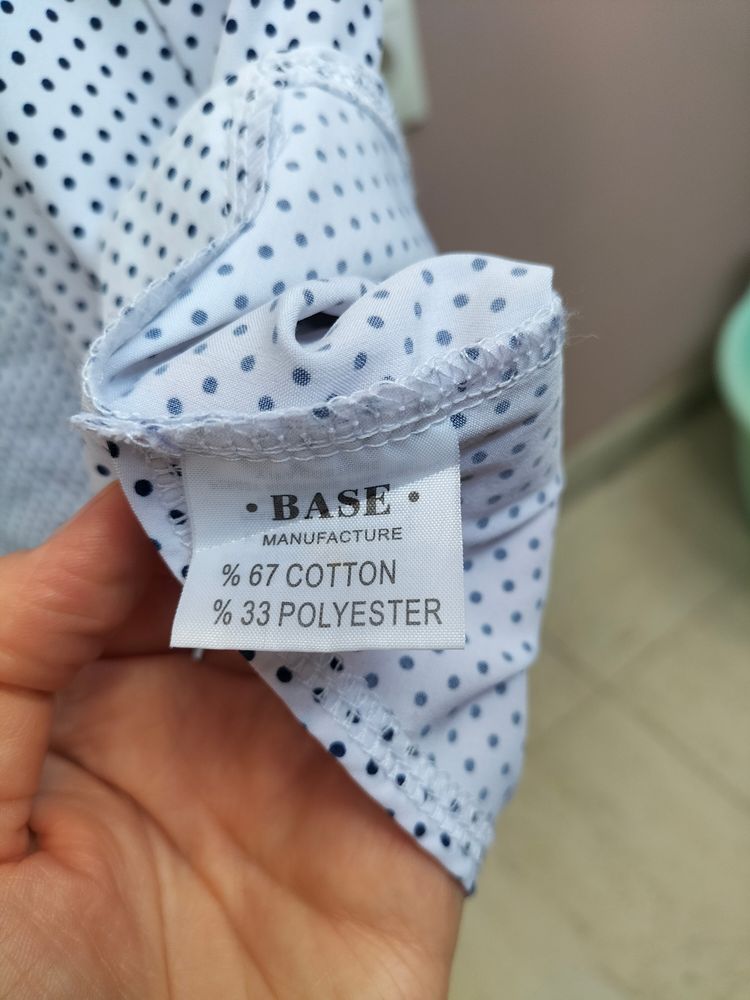 • BASE •
MANUFACTURE
% 67 COTTON
% 33 POLYESTER